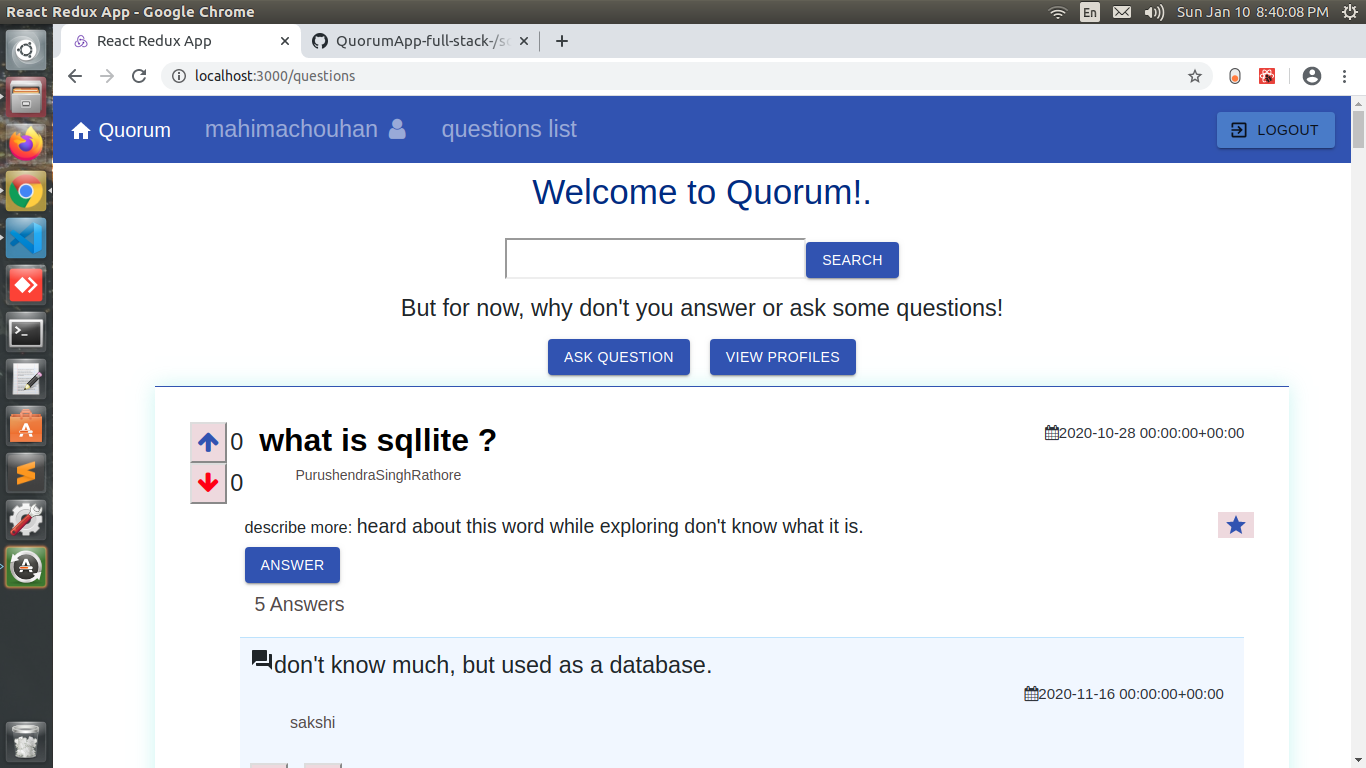 React Redux App - Google Chrome
En
Sun Jan 10 8:40:08 PM
React Redux App
QuorumApp-full-stack-/s
localhost:3000/questions
Quorum
mahimachouhan
questions list
LOGOUT
Welcome to Quorum!.
SEARCH
But for now, why don't you answer or ask some questions!
ASK QUESTION
VIEW PROFILES
0
what is sqllite ?
2020-10-28 00:00:00+00:00
PurushendraSinghRathore
0
describe more: heard about this word while exploring don't know what it is.
ANSWER
5 Answers
don't know much, but used as a database.
2020-11-16 00:00:00+00:00
sakshi